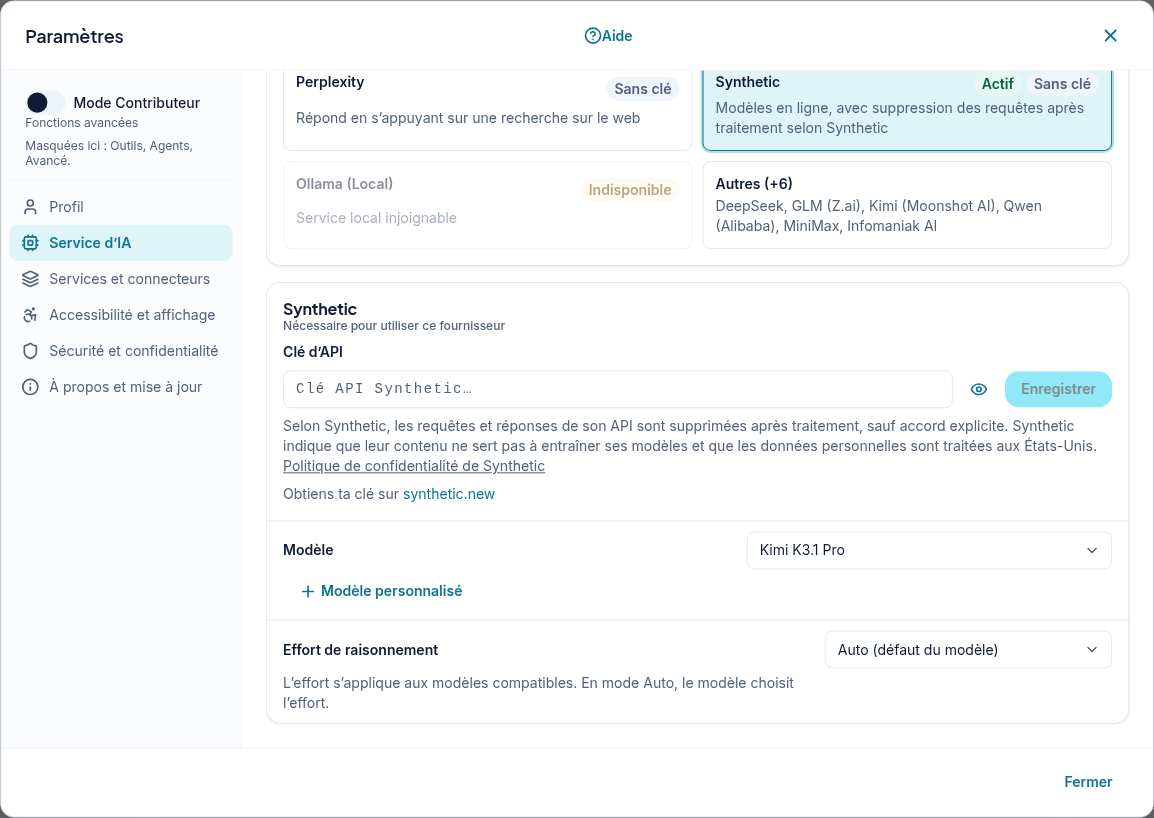 Paramètres
Aide
Mode Contributeur
Fonctions avancées
Masquées ici : Outils, Agents,
Avancé.
Profil
Service d’IA
Services et connecteurs
Accessibilité et affichage
Sécurité et confidentialité
À propos et mise à jour
Perplexity
Sans clé
Répond en s’appuyant sur une recherche sur le web
Synthetic
Actif
Sans clé
Modèles en ligne, avec suppression des requêtes après
traitement selon Synthetic
Ollama (Local)
Indisponible
Service local injoignable
Autres (+6)
DeepSeek, GLM (Z.ai), Kimi (Moonshot AI), Qwen
(Alibaba), MiniMax, Infomaniak AI
Synthetic
Nécessaire pour utiliser ce fournisseur
Clé d’API
Clé API Synthetic…
Enregistrer
Selon Synthetic, les requêtes et réponses de son API sont supprimées après traitement, sauf accord explicite. Synthetic
indique que leur contenu ne sert pas à entraîner ses modèles et que les données personnelles sont traitées aux États-Unis.
Politique de confidentialité de Synthetic
Obtiens ta clé sur synthetic.new
Modèle
Kimi K3.1 Pro
Modèle personnalisé
Effort de raisonnement
Auto (défaut du modèle)
L’effort s’applique aux modèles compatibles. En mode Auto, le modèle choisit
l’effort.
Fermer